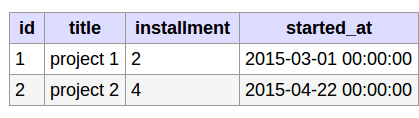 id title installment started_at
1 project 1 2 2015-03-01 00:00:00
2 project 2 4 2015-04-22 00:00:00